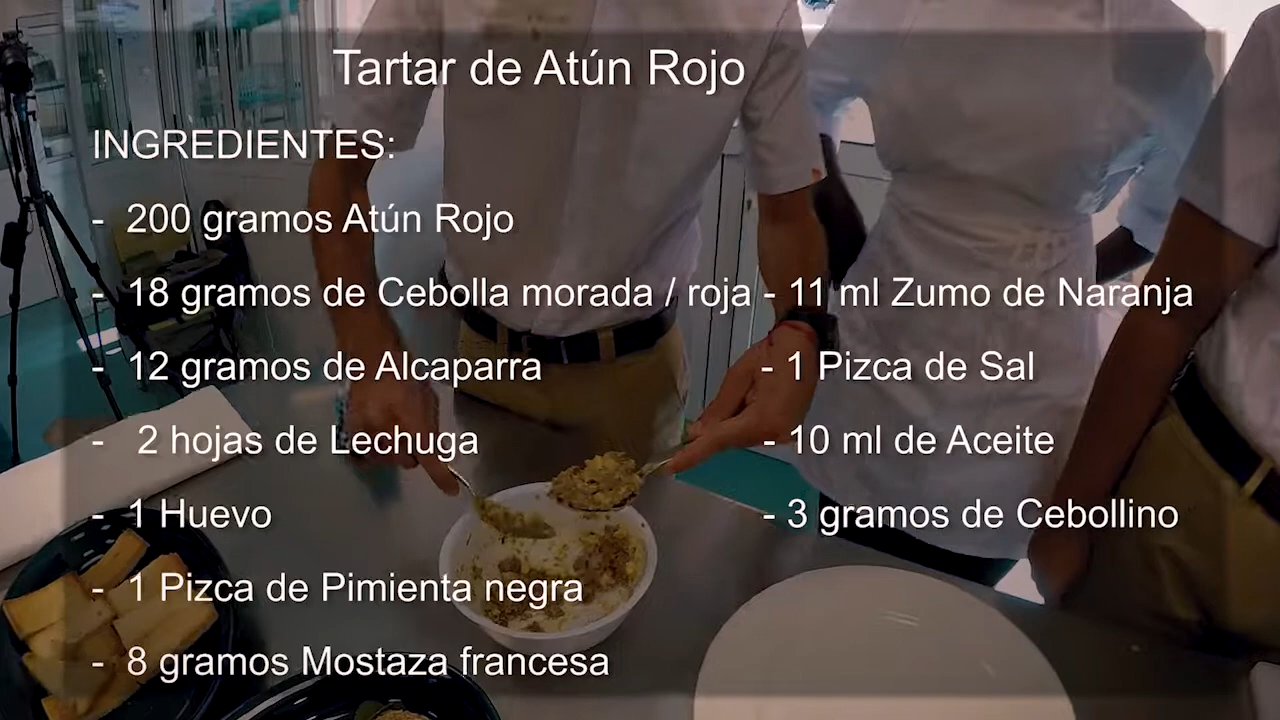 Tartar de Atún Rojo
INGREDIENTES:
- 200 gramos Atún Rojo
- 18 gramos de Cebolla morada / roja
- 12 gramos de Alcaparra
- 2 hojas de Lechuga
- 1 Huevo
- 1 Pizca de Pimienta negra
- 8 gramos Mostaza francesa
- 11 ml Zumo de Naranja
- 1 Pizca de Sal
- 10 ml de Aceite
- 3 gramos de Cebollino